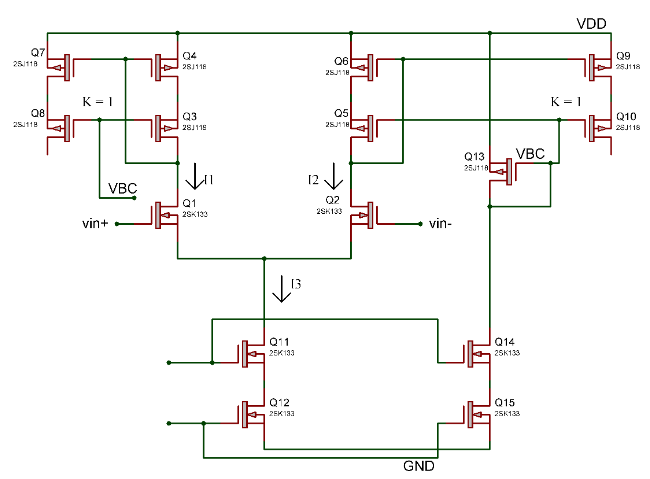 VDD
Q7
2SJ118
Q4
2SJ118
Q6
2SJ118
Q9
2SJ118
Q8
2SJ118
K = 1
Q3
2SJ118
Q5
2SJ118
K = 1
Q10
2SJ118
Q13
2SJ118
VBC
I1
I2
VBC
Q1
2SK133
Q2
2SK133
vin+
vin-
I3
Q11
2SK133
Q14
2SK133
Q12
2SK133
Q15
2SK133
GND